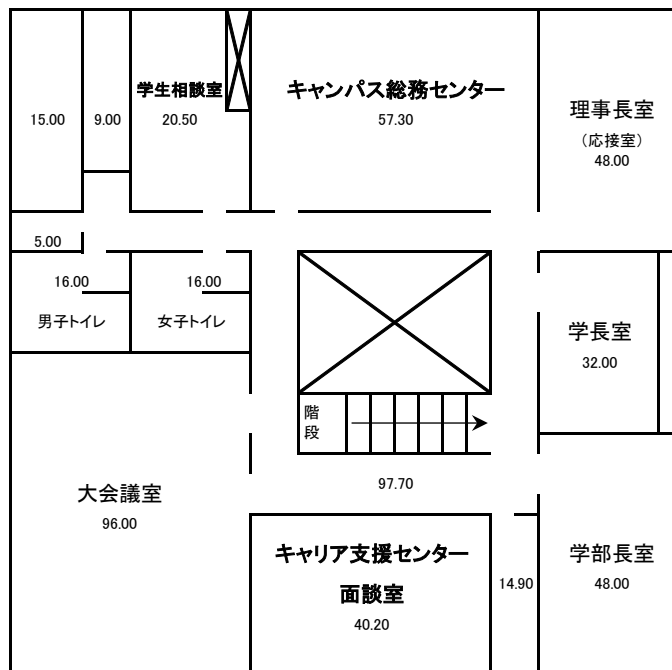 学生相談室
キャンパス総務センター
理事長室
15.00
9.00
20.50
57.30
（応接室）
48.00
5.00
16.00
16.00
男子トイレ
女子トイレ
学長室
32.00
階
段
97.70
大会議室
96.00
キャリア支援センター
面談室
40.20
14.90
学部長室
48.00